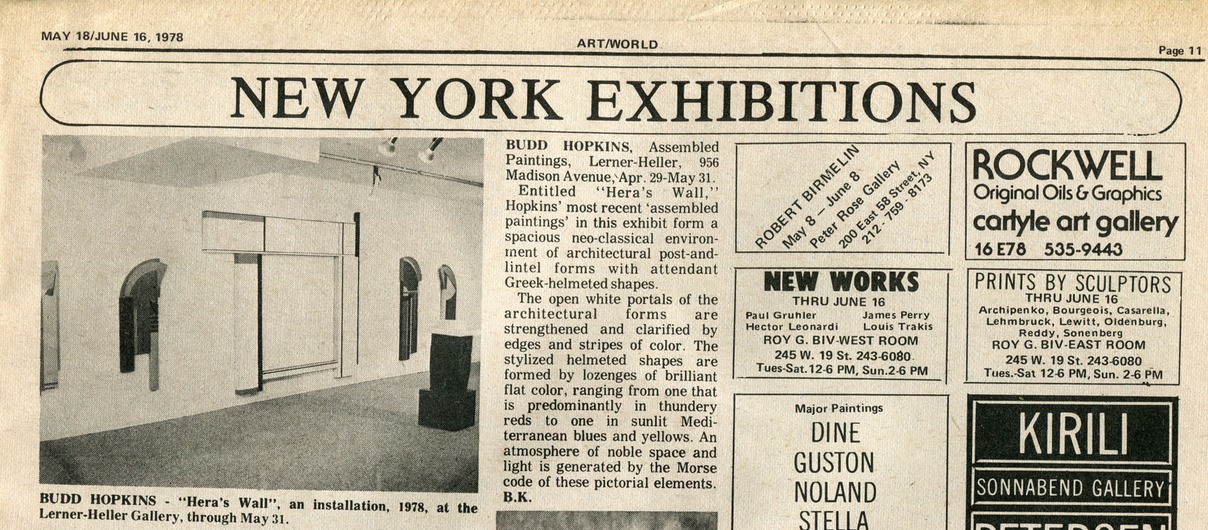 MAY 18/JUNE 16, 1978
ART/WORLD
Page 11
NEW YORK EXHIBITIONS
BUDD HOPKINS - "Hera's Wall", an installation, 1978, at the
Lerner-Heller Gallery, through May 31.
BUDD HOPKINS, Assembled
Paintings, Lerner-Heller, 956
Madison Avenue, Apr. 29-May 31.
Entitled "Hera's Wall,"
Hopkins' most recent 'assembled
paintings' in this exhibit form a
spacious neo-classical environ-
ment of architectural post-and-
lintel forms with attendant
Greek-helmeted shapes.
The open white portals of the
architectural forms are
strengthened and clarified by
edges and stripes of color. The
stylized helmeted shapes are
formed by lozenges of brilliant
flat color, ranging from one that
is predominantly in thundery
reds to one in sunlit Medi-
terranean blues and yellows. An
atmosphere of noble space and
light is generated by the Morse
code of these pictorial elements.
B.K.
ROBERT BIRMELIN
May 8 – June 8
Peter Rose Gallery
200 East 58 Street, NY
212 - 759 - 8173
ROCKWELL
Original Oils & Graphics
carlyle art gallery
16 E78 535-9443
NEW WORKS
THRU JUNE 16
Paul Gruhler James Perry
Hector Leonardi Louis Trakis
ROY G. BIV-WEST ROOM
245 W. 19 St. 243-6080
Tues-Sat. 12-6 PM, Sun. 2-6 PM
PRINTS BY SCULPTORS
THRU JUNE 16
Archipenko, Bourgeois, Casarella,
Lehmbruck, Lewitt, Oldenburg,
Reddy, Sonenberg
ROY G. BIV-EAST ROOM
245 W. 19 St. 243-6080
Tues.-Sat 12-6 PM, Sun. 2-6 PM
Major Paintings
DINE
GUSTON
NOLAND
STELLA
KIRILI
SONNABEND GALLERY